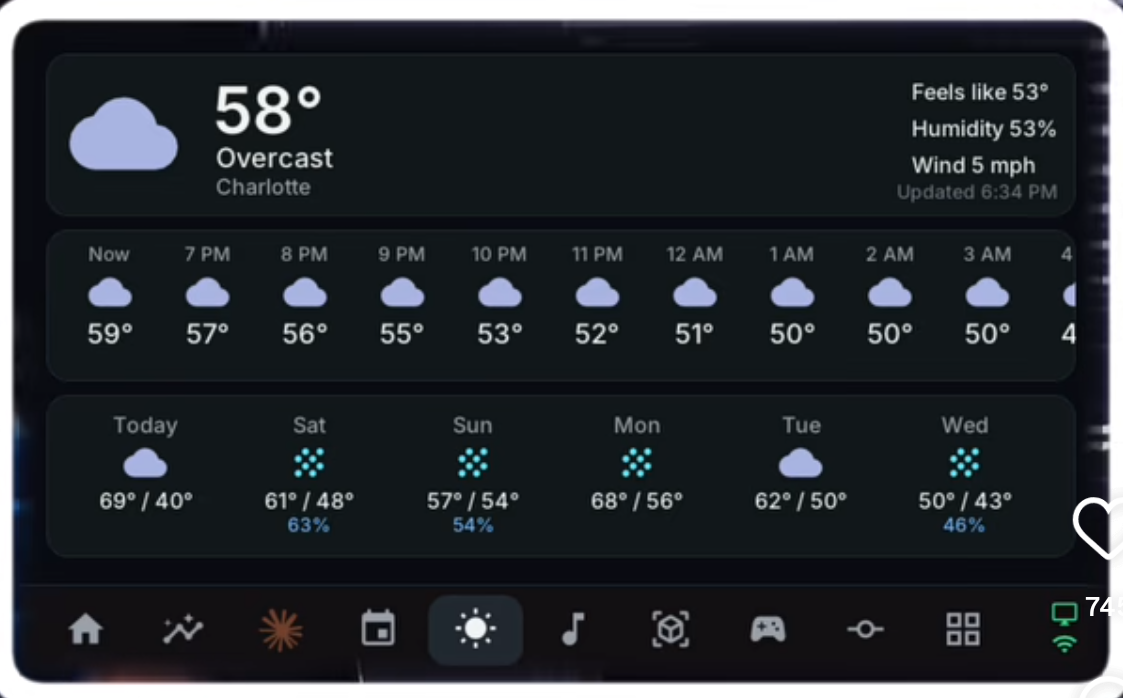 58°
Overcast
Charlotte
Feels like 53°
Humidity 53%
Wind 5 mph
Updated 6:34 PM
Now 7 PM 8 PM 9 PM 10 PM 11 PM 12 AM 1 AM 2 AM 3 AM 4
59° 57° 56° 55° 53° 52° 51° 50° 50° 50° 4
Today Sat Sun Mon Tue Wed
69° / 40° 61° / 48° 57° / 54° 68° / 56° 62° / 50° 50° / 43°
63% 54% 46%